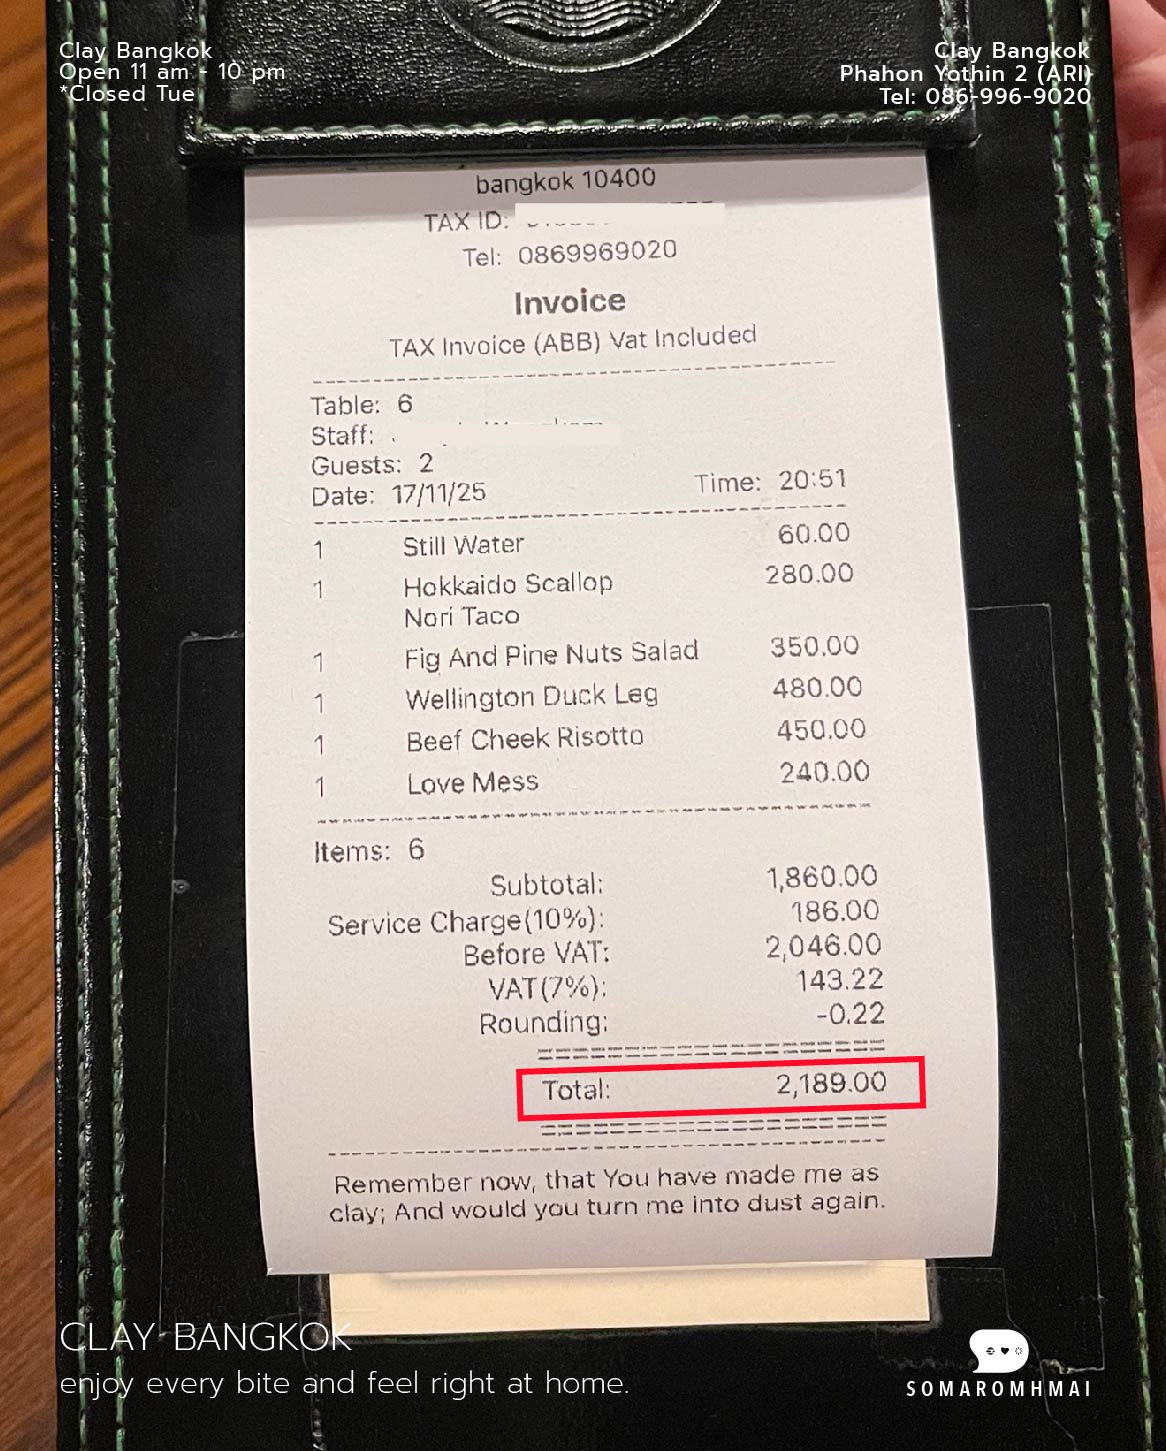 Clay Bangkok
Open 11 am - 10 pm
*Closed Tue
Clay Bangkok
Phahon Yothin 2 (ARI)
Tel: 086-996-9020
bangkok 10400
TAX ID:
Tel: 0869969020
Invoice
TAX Invoice (ABB) Vat Included
Table: 6
Staff:
Guests: 2
Date: 17/11/25 Time: 20:51
1 Still Water 60.00
1 Hokkaido Scallop 280.00
Nori Taco
1 Fig And Pine Nuts Salad 350.00
1 Wellington Duck Leg 480.00
1 Beef Cheek Risotto 450.00
1 Love Mess 240.00
Items: 6
Subtotal: 1,860.00
Service Charge(10%): 186.00
Before VAT: 2,046.00
VAT(7%): 143.22
Rounding: -0.22
Total: 2,189.00
Remember now, that You have made me as
clay; And would you turn me into dust again.
CLAY BANGKOK
enjoy every bite and feel right at home.
SOMAROMHMAI